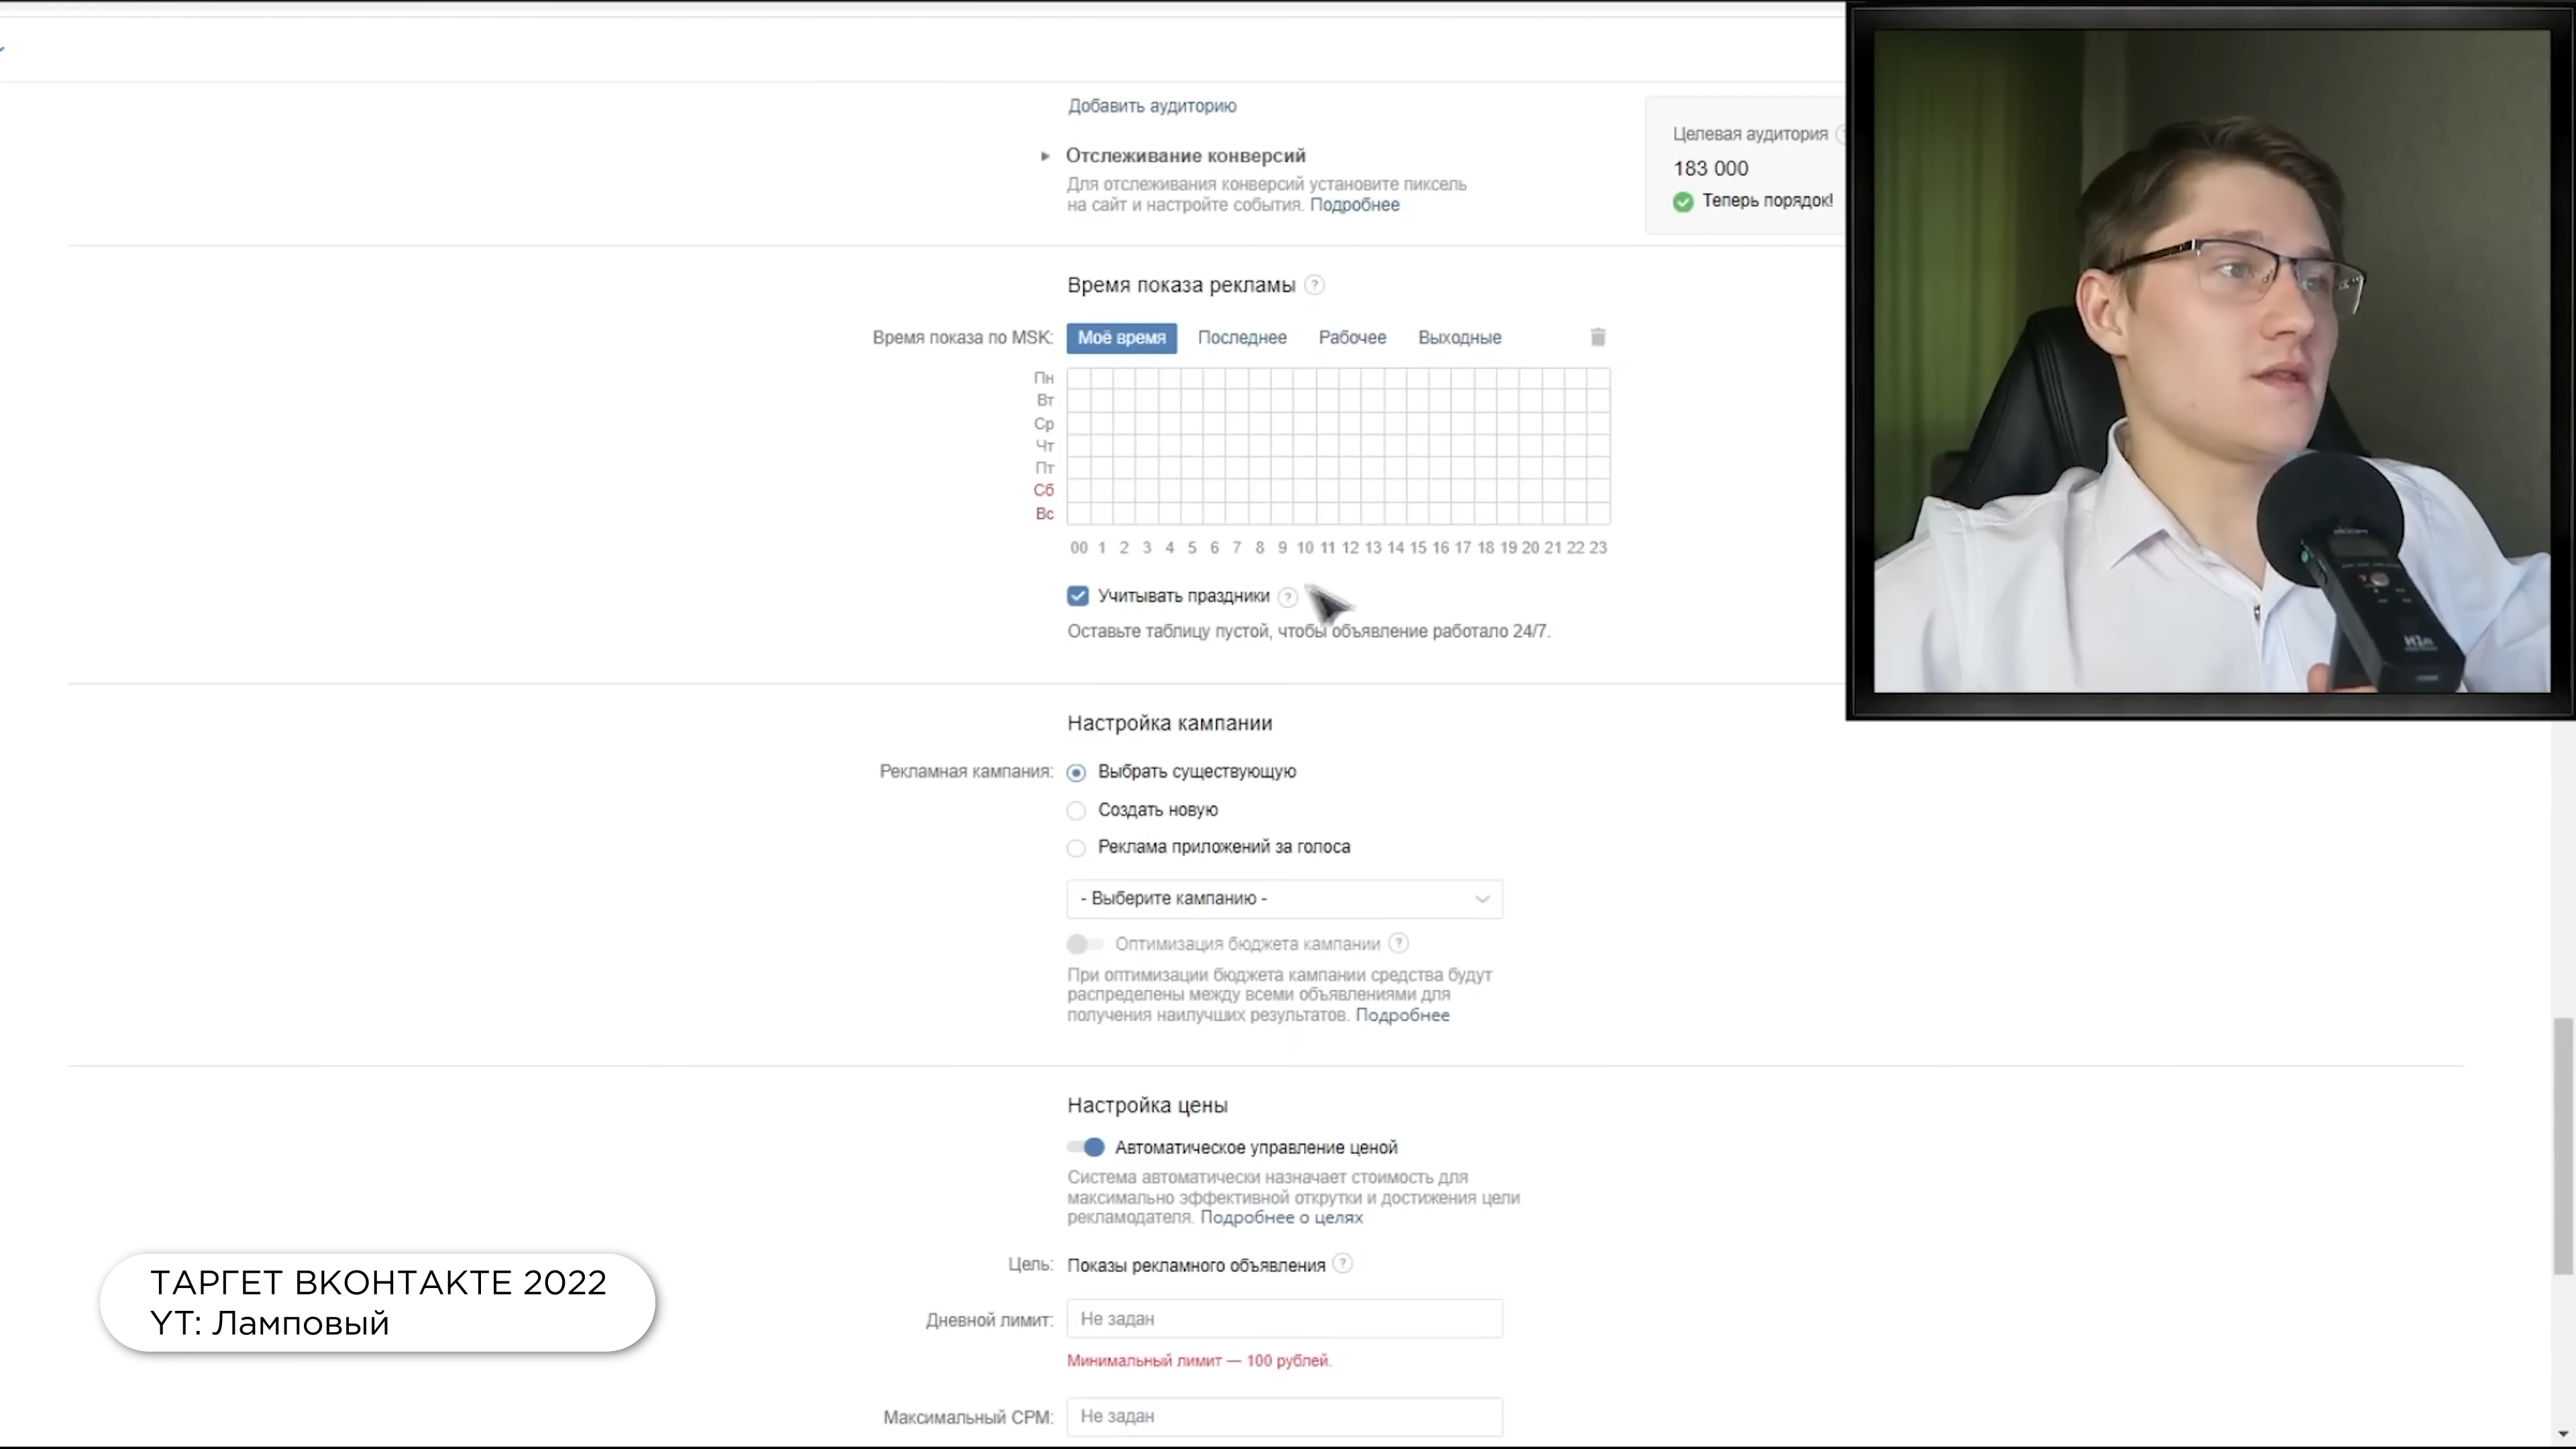 Добавить аудиторию
Отслеживание конверсий
Для отслеживания конверсий установите пиксель
на сайт и настройте события. Подробнее
Целевая аудитория ?
183 000
Теперь порядок!
Время показа рекламы ?
Время показа по MSK: Моё время Последнее Рабочее Выходные
Пн
Вт
Ср
Чт
Пт
Сб
Вс
00 1 2 3 4 5 6 7 8 9 10 11 12 13 14 15 16 17 18 19 20 21 22 23
Учитывать праздники ?
Оставьте таблицу пустой, чтобы объявление работало 24/7.
Настройка кампании
Рекламная кампания: Выбрать существующую
Создать новую
Реклама приложений за голоса
- Выберите кампанию -
Оптимизация бюджета кампании ?
При оптимизации бюджета кампании средства будут
распределены между всеми объявлениями для
получения наилучших результатов. Подробнее
Настройка цены
Автоматическое управление ценой
Система автоматически назначает стоимость для
максимально эффективной открутки и достижения цели
рекламодателя. Подробнее о целях
Цель: Показы рекламного объявления ?
Дневной лимит: Не задан
Минимальный лимит — 100 рублей.
Максимальный CPM: Не задан
ТАРГЕТ ВКОНТАКТЕ 2022
YT: Ламповый
H1n